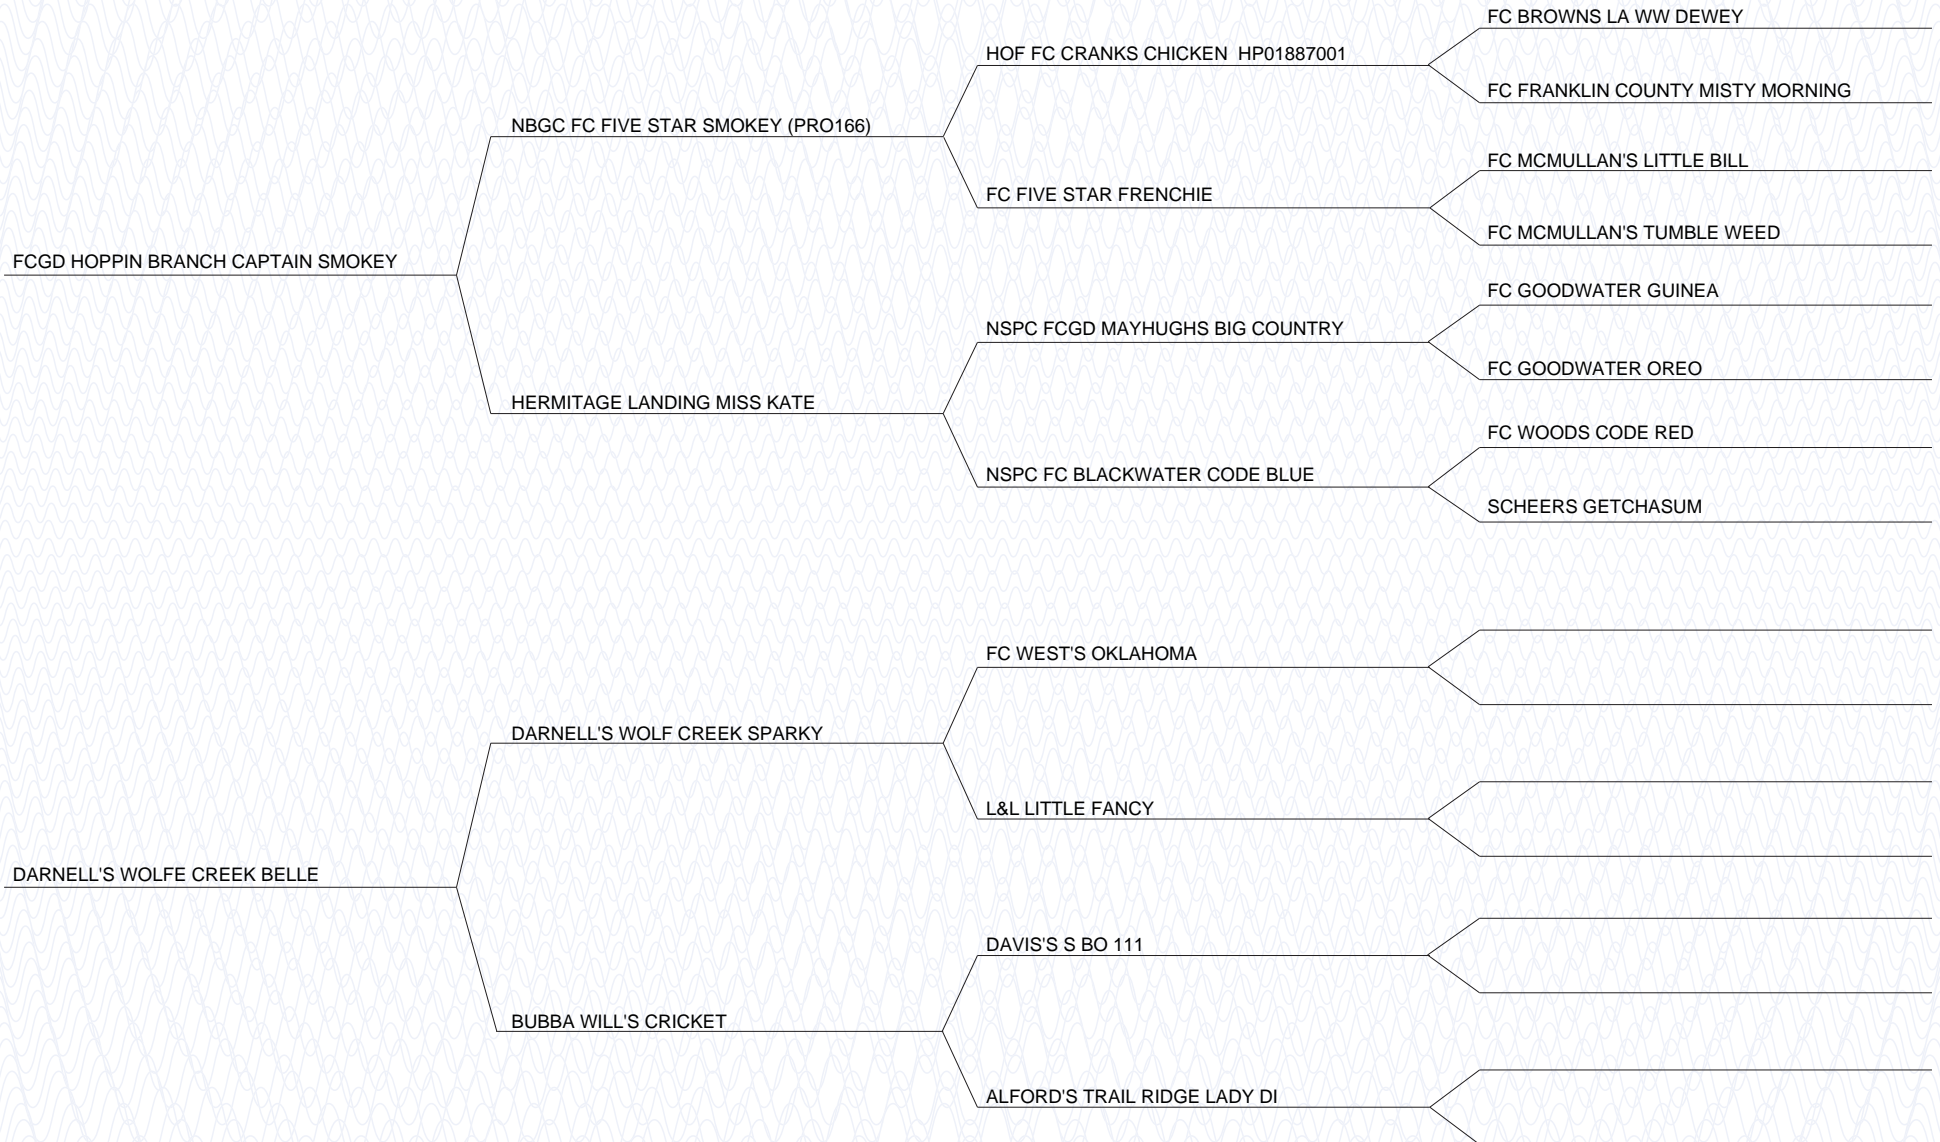 FC BROWNS LA WW DEWEY
HOF FC CRANKS CHICKEN  HP01887001
FC FRANKLIN COUNTY MISTY MORNING
NBGC FC FIVE STAR SMOKEY (PRO166)
FC MCMULLAN'S LITTLE BILL
FC FIVE STAR FRENCHIE
FC MCMULLAN'S TUMBLE WEED
FCGD HOPPIN BRANCH CAPTAIN SMOKEY
FC GOODWATER GUINEA
NSPC FCGD MAYHUGHS BIG COUNTRY
FC GOODWATER OREO
HERMITAGE LANDING MISS KATE
FC WOODS CODE RED
NSPC FC BLACKWATER CODE BLUE
SCHEERS GETCHASUM
FC WEST'S OKLAHOMA
DARNELL'S WOLF CREEK SPARKY
L&L LITTLE FANCY
DARNELL'S WOLFE CREEK BELLE
DAVIS'S S BO 111
BUBBA WILL'S CRICKET
ALFORD'S TRAIL RIDGE LADY DI